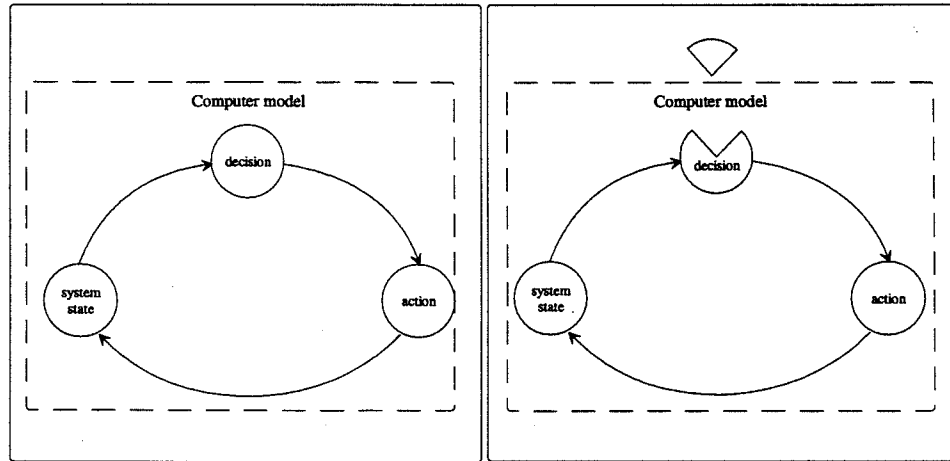 Computer model
decision
system
state
action
Computer model
decision
system
state
action